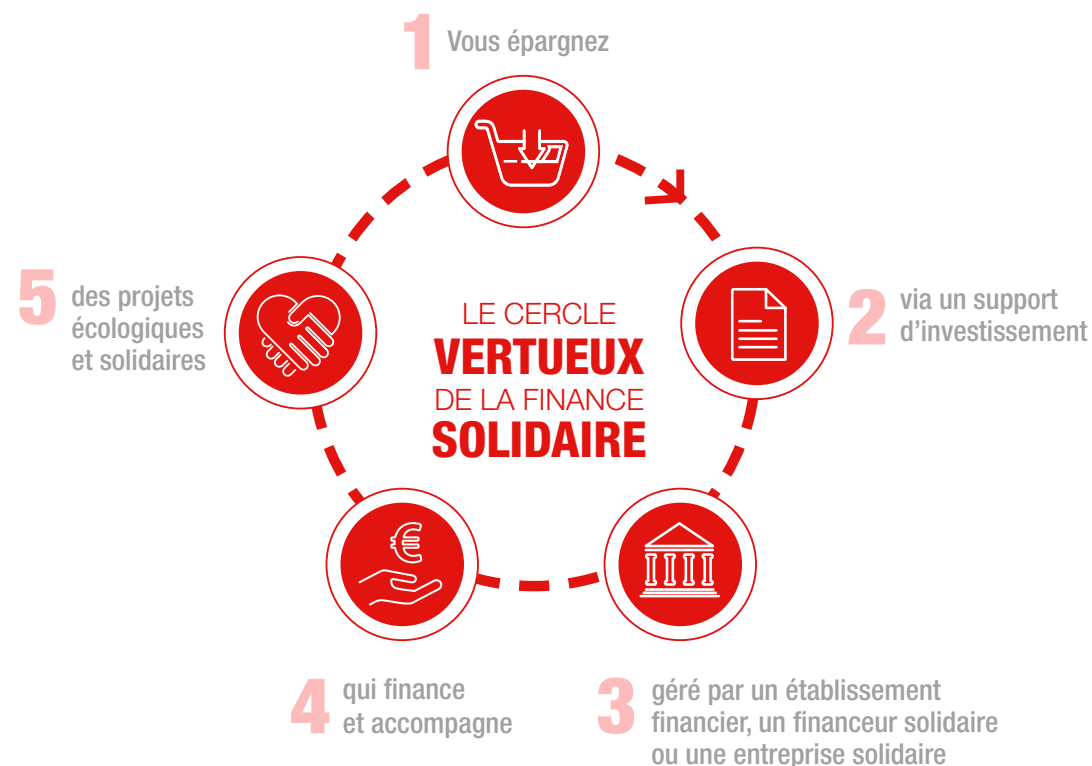 1 Vous épargnez
LE CERCLE
VERTUEUX
DE LA FINANCE
SOLIDAIRE
2 via un support
d’investissement
3 géré par un établissement
financier, un financeur solidaire
ou une entreprise solidaire
4 qui finance
et accompagne
5 des projets
écologiques
et solidaires
€